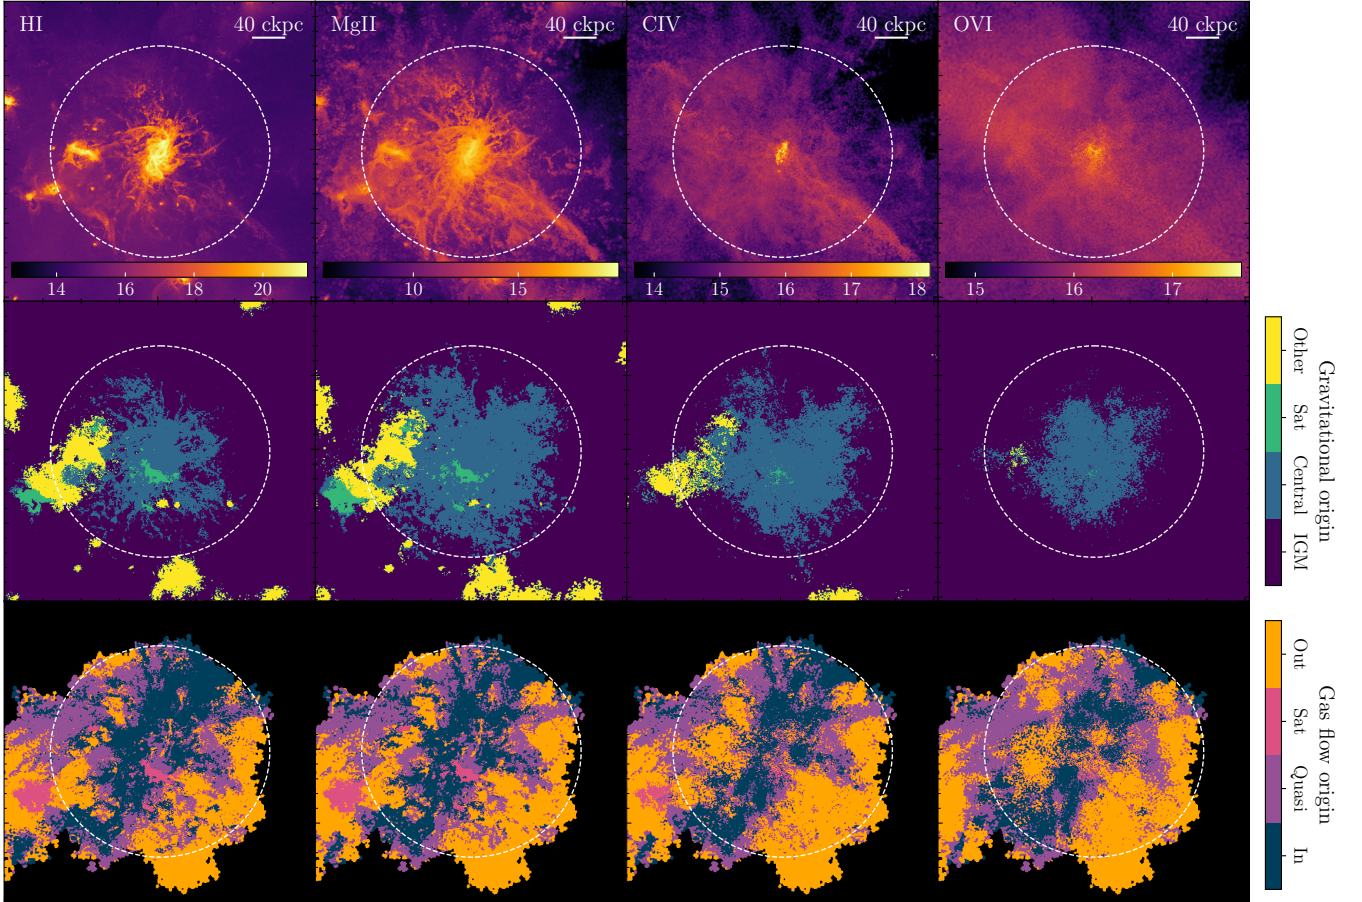 HI
40 ckpc
MgII
40 ckpc
CIV
40 ckpc
OVI
40 ckpc
14 16 18 20
10 15
14 15 16 17 18
15 16 17
Other Sat Central IGM
Gravitational origin
Out Sat Quasi In
Gas flow origin